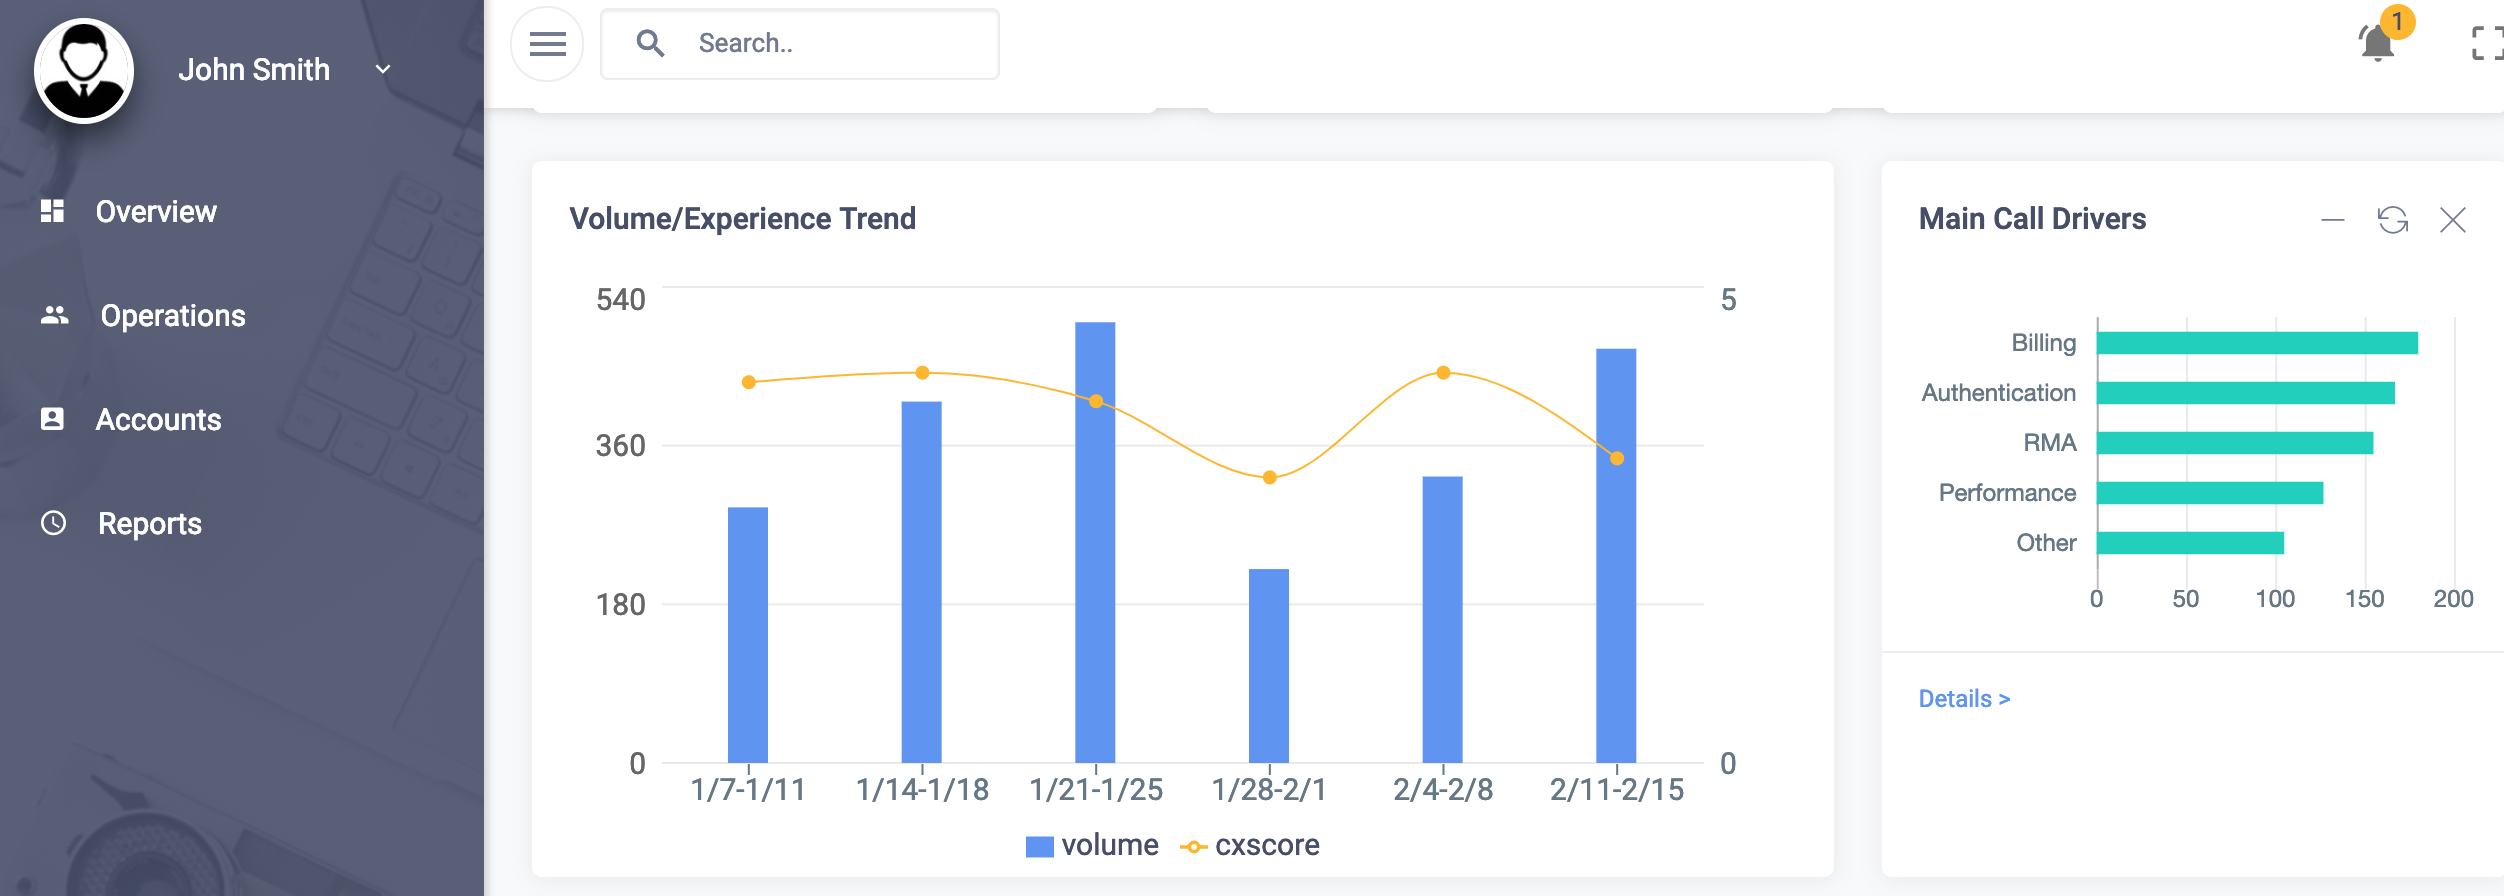 John Smith
Search..
1
Overview
Operations
Accounts
Reports
Volume/Experience Trend
540
360
180
0
5
0
1/7-1/11
1/14-1/18
1/21-1/25
1/28-2/1
2/4-2/8
2/11-2/15
volume
cxscore
Main Call Drivers
Billing
Authentication
RMA
Performance
Other
0
50
100
150
200
Details >